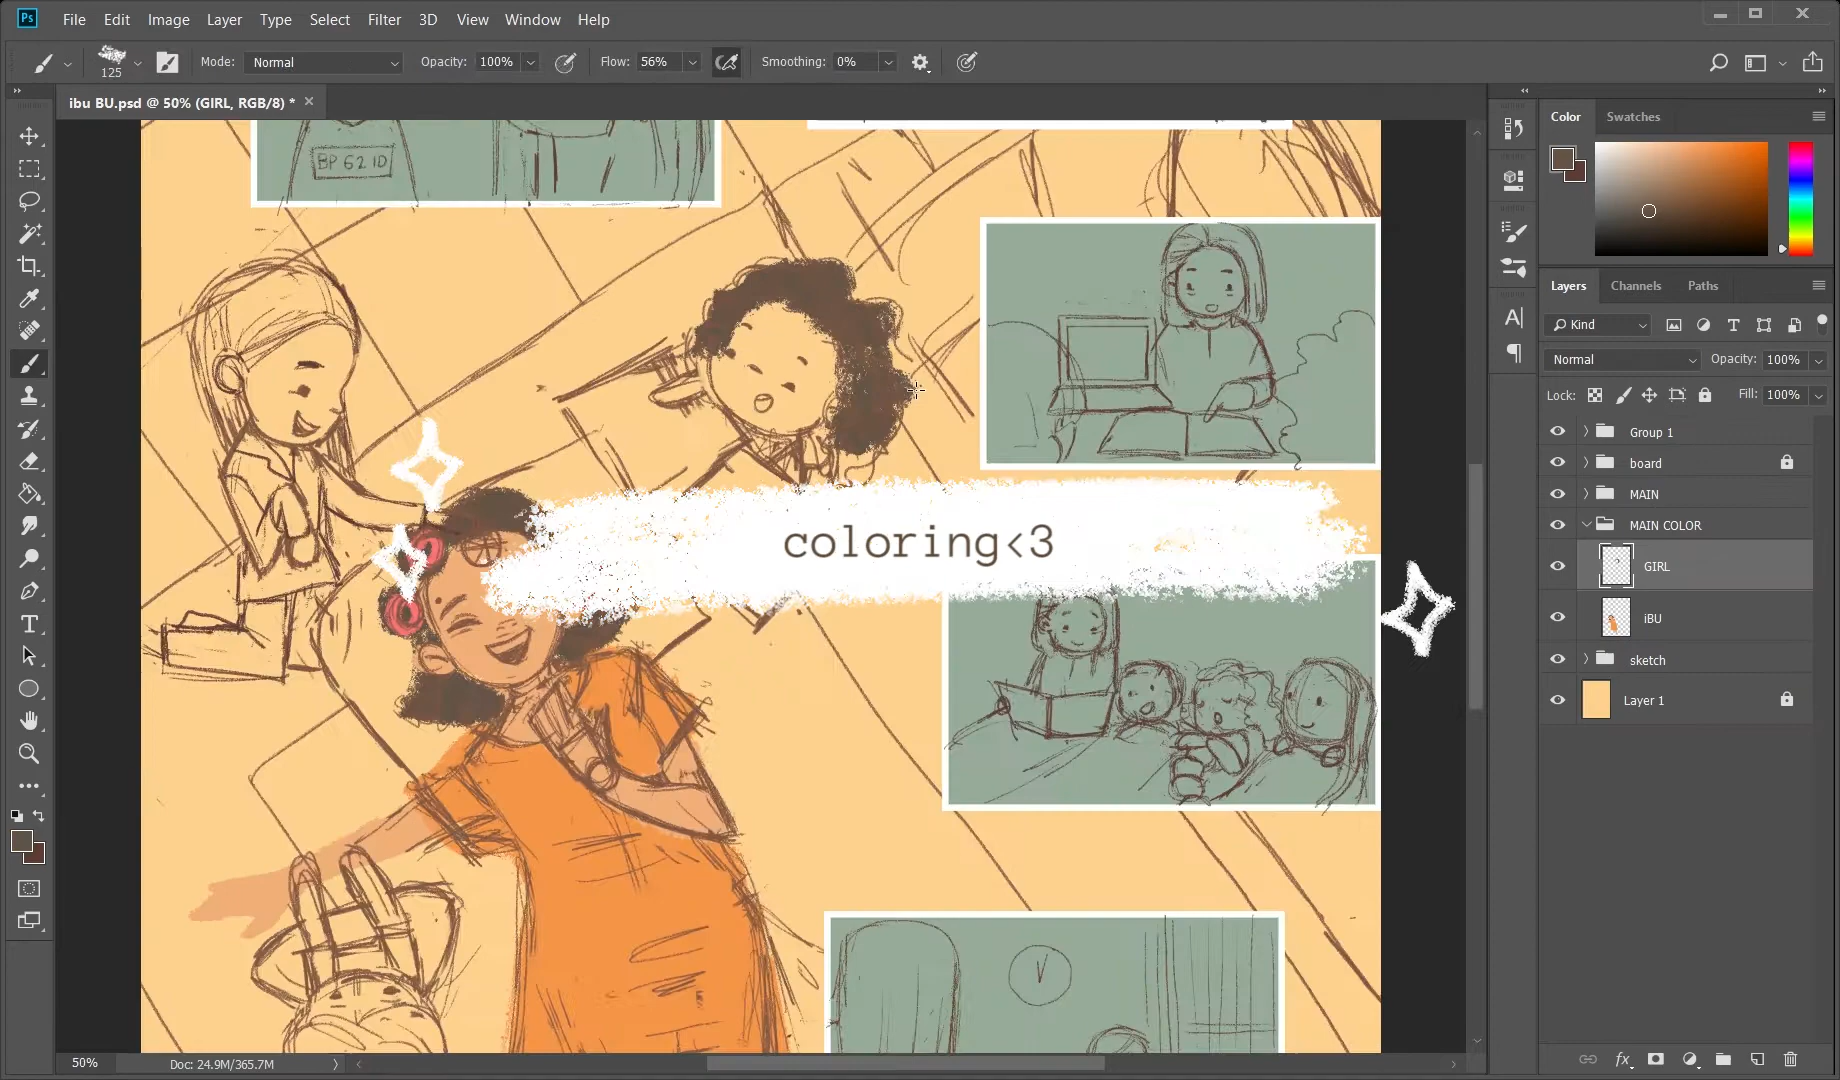 Ps File Edit Image Layer Type Select Filter 3D View Window Help
125 Mode: Normal Opacity: 100% Flow: 56% Smoothing: 0%
ibu BU.psd @ 50% (GIRL, RGB/8) *
Color Swatches
BP 62 ID
Layers Channels Paths
Kind
Normal Opacity: 100%
Lock: Fill: 100%
Group 1
board
MAIN
MAIN COLOR
GIRL
iBU
sketch
Layer 1
coloring<3
50% Doc: 24.9M/365.7M